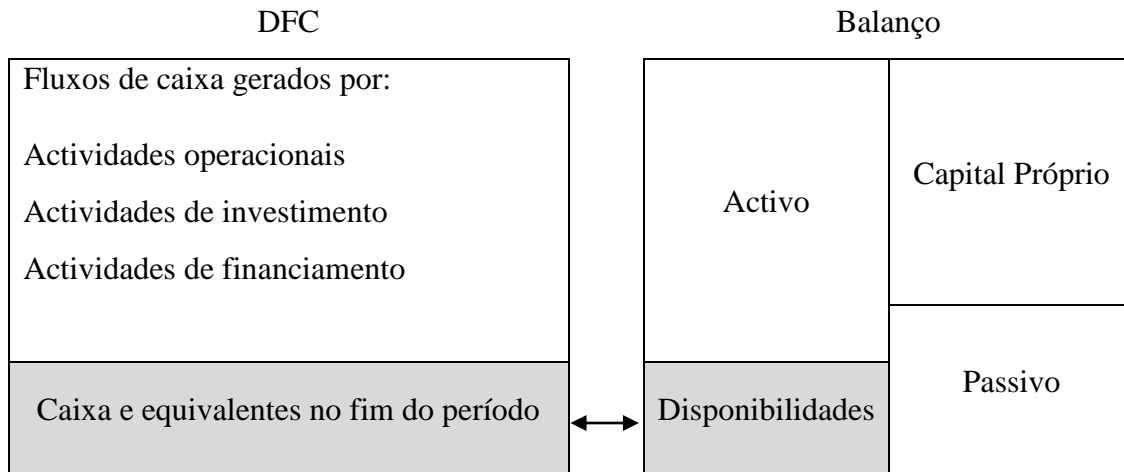 DFC
Balanço
Fluxos de caixa gerados por:
Actividades operacionais
Actividades de investimento
Actividades de financiamento
Caixa e equivalentes no fim do período
Activo
Disponibilidades
Capital Próprio
Passivo